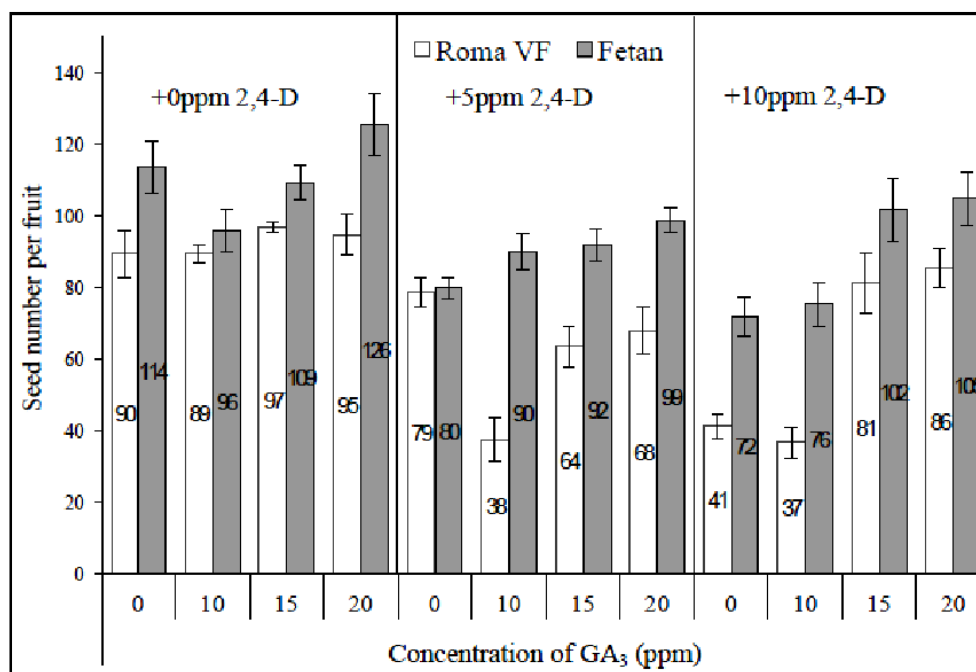 Roma VF Fetan
+0ppm 2,4-D +5ppm 2,4-D +10ppm 2,4-D
Seed number per fruit
140
120
100
80
60
40
20
0
90 114 89 96 97 109 95 126 79 80 38 90 64 92 68 99 41 72 37 76 81 102 86 105
0 10 15 20 0 10 15 20 0 10 15 20
Concentration of GA₃ (ppm)